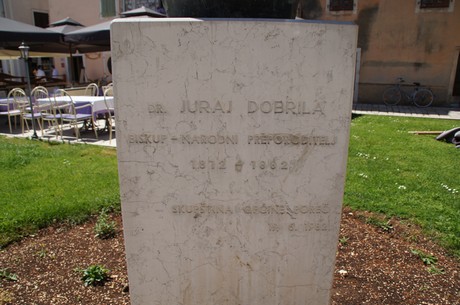 DR. JURAJ DOBRILA
BISKUP - NARODNI PREPORODITELJ
1812 - 1882
SKUPŠTINA OPĆINE POREČ